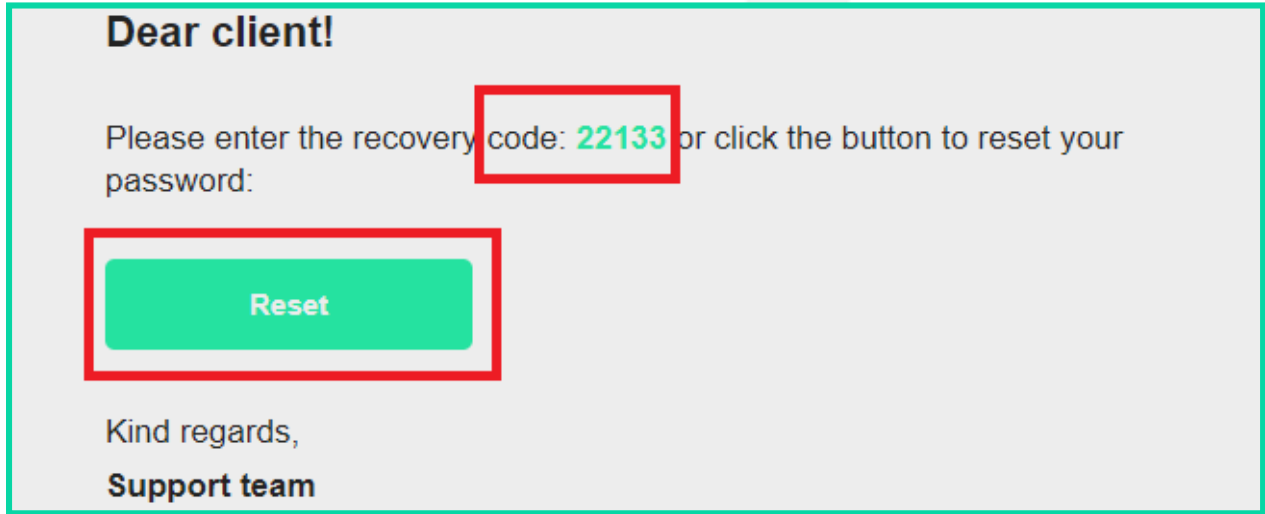 Dear client!
Please enter the recovery code: 22133 or click the button to reset your
password:
Reset
Kind regards,
Support team